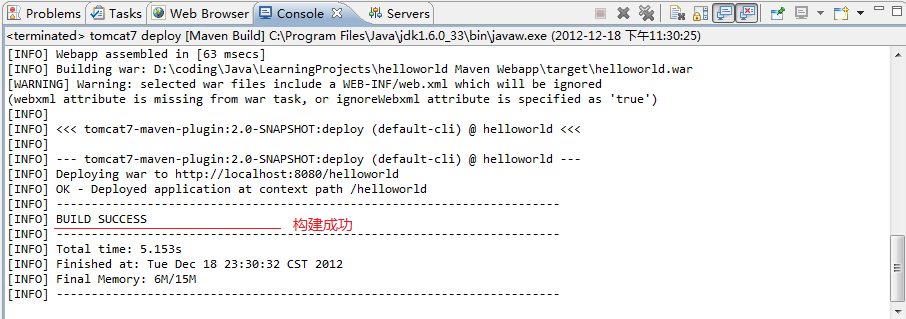 Problems Tasks Web Browser Console Servers
<terminated> tomcat7 deploy [Maven Build] C:\Program Files\Java\jdk1.6.0_33\bin\javaw.exe (2012-12-18 下午11:30:25)
[INFO] Webapp assembled in [63 msecs]
[INFO] Building war: D:\coding\Java\LearningProjects\helloworld Maven Webapp\target\helloworld.war
[WARNING] Warning: selected war files include a WEB-INF/web.xml which will be ignored
(webxml attribute is missing from war task, or ignoreWebxml attribute is specified as 'true')
[INFO]
[INFO] <<< tomcat7-maven-plugin:2.0-SNAPSHOT:deploy (default-cli) @ helloworld <<<
[INFO]
[INFO] --- tomcat7-maven-plugin:2.0-SNAPSHOT:deploy (default-cli) @ helloworld ---
[INFO] Deploying war to http://localhost:8080/helloworld
[INFO] OK - Deployed application at context path /helloworld
[INFO] ------------------------------------------------------------------------
[INFO] BUILD SUCCESS 构建成功
[INFO] ------------------------------------------------------------------------
[INFO] Total time: 5.153s
[INFO] Finished at: Tue Dec 18 23:30:32 CST 2012
[INFO] Final Memory: 6M/15M
[INFO] ------------------------------------------------------------------------